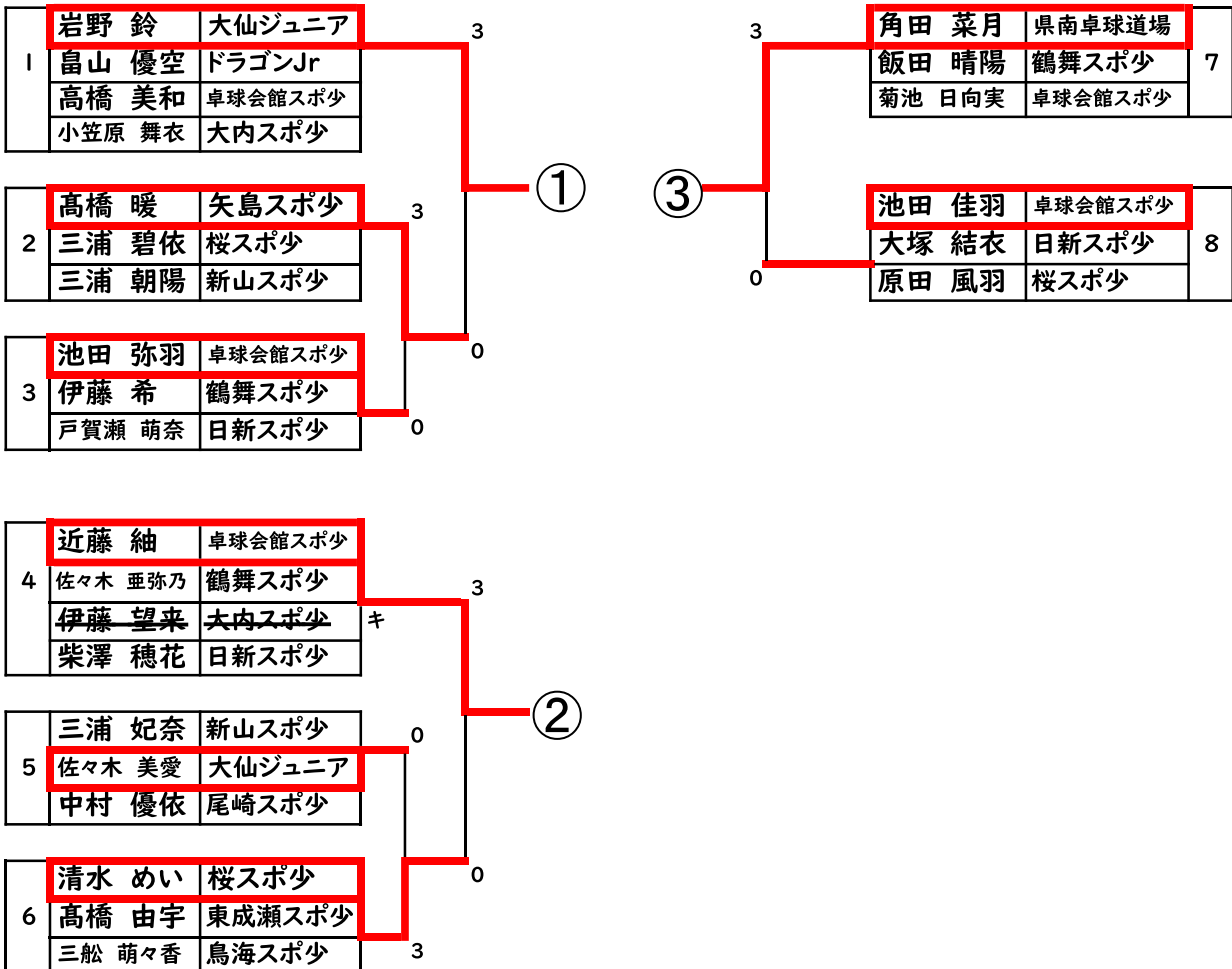 岩野 鈴 大仙ジュニア
1 畠山 優空 ドラゴンJr
高橋 美和 卓球会館スポ少
小笠原 舞衣 大内スポ少
3
①
2 髙橋 暖 矢島スポ少
三浦 碧依 桜スポ少
三浦 朝陽 新山スポ少
3
0
3 池田 弥羽 卓球会館スポ少
伊藤 希 鶴舞スポ少
戸賀瀬 萌奈 日新スポ少
0
4 近藤 紬 卓球会館スポ少
佐々木 亜弥乃 鶴舞スポ少
伊藤 望来 大内スポ少 キ
柴澤 穂花 日新スポ少
3
②
5 三浦 妃奈 新山スポ少
佐々木 美愛 大仙ジュニア
中村 優依 尾崎スポ少
0
0
6 清水 めい 桜スポ少
髙橋 由宇 東成瀬スポ少
三舩 萌々香 鳥海スポ少
3
3
角田 菜月 県南卓球道場
飯田 晴陽 鶴舞スポ少 7
菊池 日向実 卓球会館スポ少
③
池田 佳羽 卓球会館スポ少
大塚 結衣 日新スポ少 8
原田 風羽 桜スポ少
0